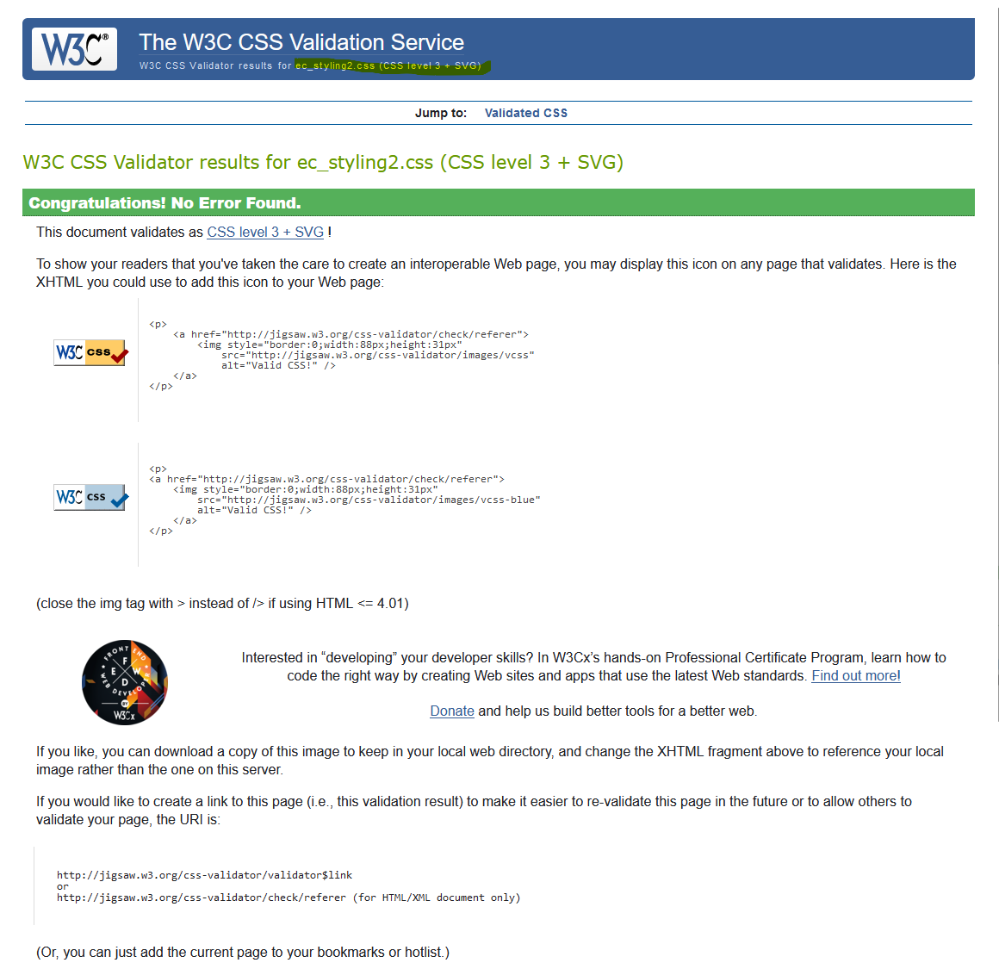 W3C®
The W3C CSS Validation Service
W3C CSS Validator results for ec_styling2.css (CSS level 3 + SVG)
Jump to: Validated CSS
W3C CSS Validator results for ec_styling2.css (CSS level 3 + SVG)
Congratulations! No Error Found.
This document validates as CSS level 3 + SVG !
To show your readers that you've taken the care to create an interoperable Web page, you may display this icon on any page that validates. Here is the
XHTML you could use to add this icon to your Web page:
W3C css
<p>
    <a href="http://jigsaw.w3.org/css-validator/check/referer">
        <img style="border:0;width:88px;height:31px"
            src="http://jigsaw.w3.org/css-validator/images/vcss"
            alt="Valid CSS!" />
    </a>
</p>
W3C css
<p>
<a href="http://jigsaw.w3.org/css-validator/check/referer">
    <img style="border:0;width:88px;height:31px"
        src="http://jigsaw.w3.org/css-validator/images/vcss-blue"
        alt="Valid CSS!" />
    </a>
</p>
(close the img tag with > instead of /> if using HTML <= 4.01)
FRONT END
F
E W
D
WEB DEVELOPER
BY
W3Cx
Interested in “developing” your developer skills? In W3Cx’s hands-on Professional Certificate Program, learn how to
code the right way by creating Web sites and apps that use the latest Web standards. Find out more!
Donate and help us build better tools for a better web.
If you like, you can download a copy of this image to keep in your local web directory, and change the XHTML fragment above to reference your local
image rather than the one on this server.
If you would like to create a link to this page (i.e., this validation result) to make it easier to re-validate this page in the future or to allow others to
validate your page, the URI is:
http://jigsaw.w3.org/css-validator/validator$link
or
http://jigsaw.w3.org/css-validator/check/referer (for HTML/XML document only)
(Or, you can just add the current page to your bookmarks or hotlist.)